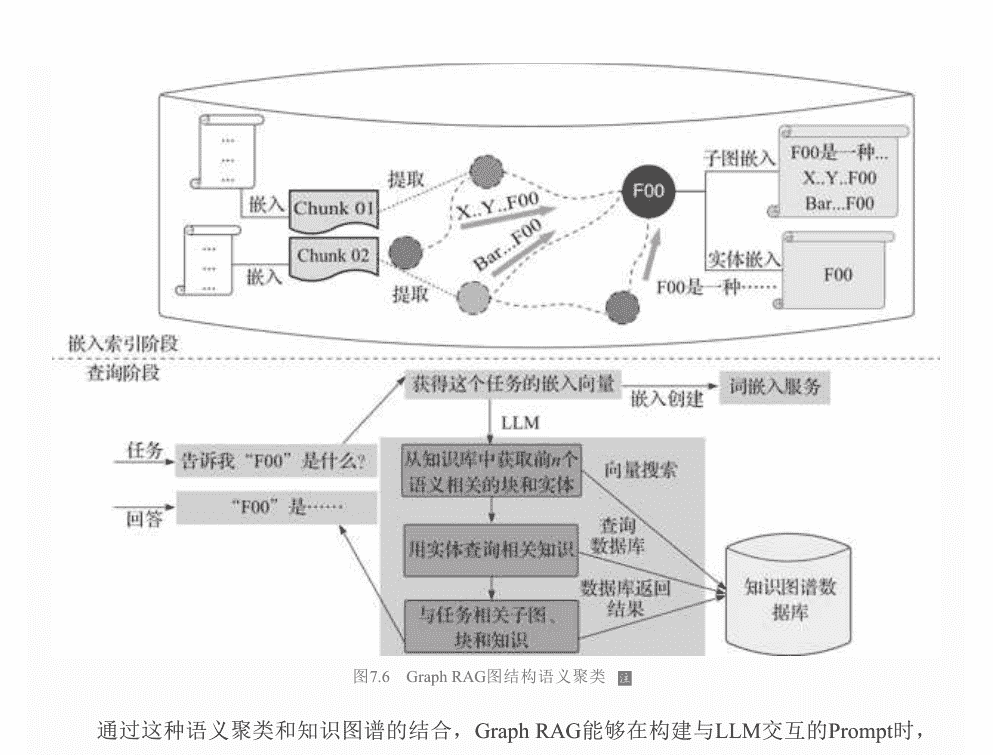 ...
...
...
嵌入
Chunk 01
提取
X..Y..F00
F00
子图嵌入
F00是一种...
X..Y..F00
Bar...F00
...
...
...
嵌入
Chunk 02
提取
Bar...F00
F00是一种……
实体嵌入
F00
嵌入索引阶段
查询阶段
获得这个任务的嵌入向量
嵌入创建
词嵌入服务
LLM
任务
告诉我“F00”是什么?
从知识库中获取前n个
语义相关的块和实体
向量搜索
回答
“F00”是……
用实体查询相关知识
查询
数据库
数据库返回
结果
与任务相关子图、
块和知识
知识图谱数
据库
图7.6 Graph RAG图结构语义聚类 注
通过这种语义聚类和知识图谱的结合，Graph RAG能够在构建与LLM交互的Prompt时，